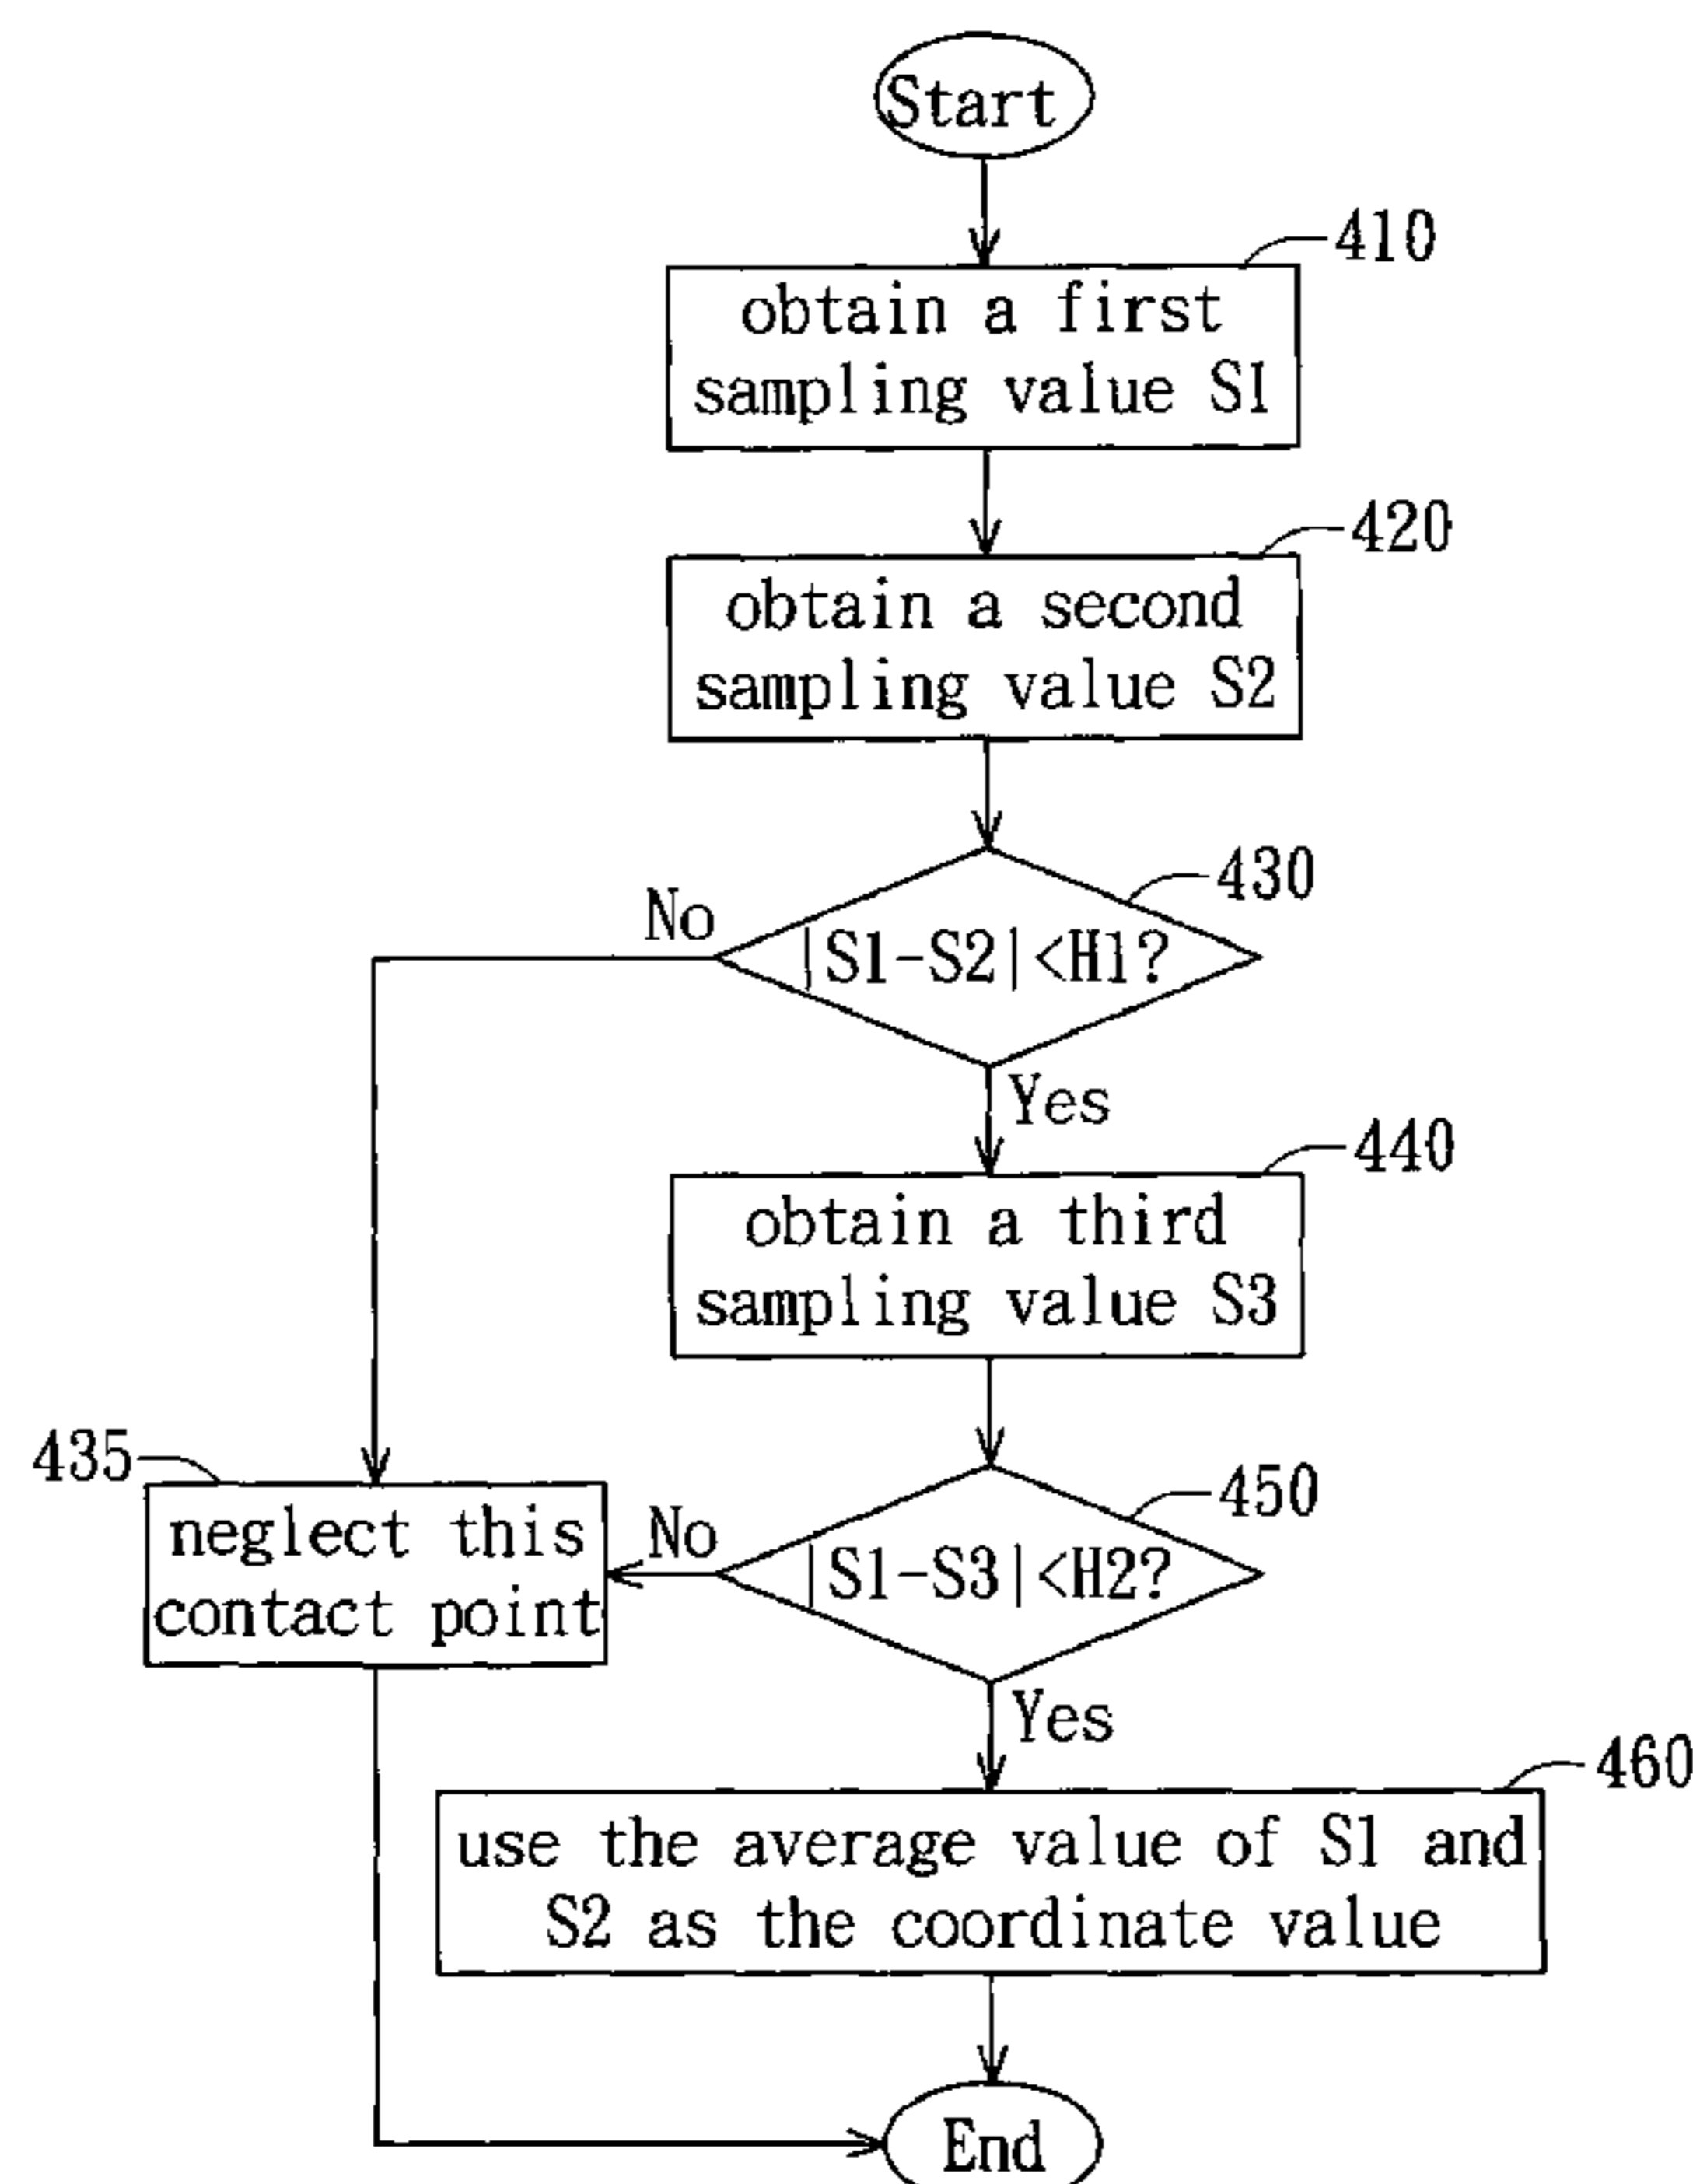 Start
410
obtain a first
sampling value S1
420
obtain a second
sampling value S2
430
No
|S1-S2|<H1?
Yes
440
obtain a third
sampling value S3
435
450
neglect this
contact point
No
|S1-S3|<H2?
Yes
460
use the average value of S1 and
S2 as the coordinate value
End